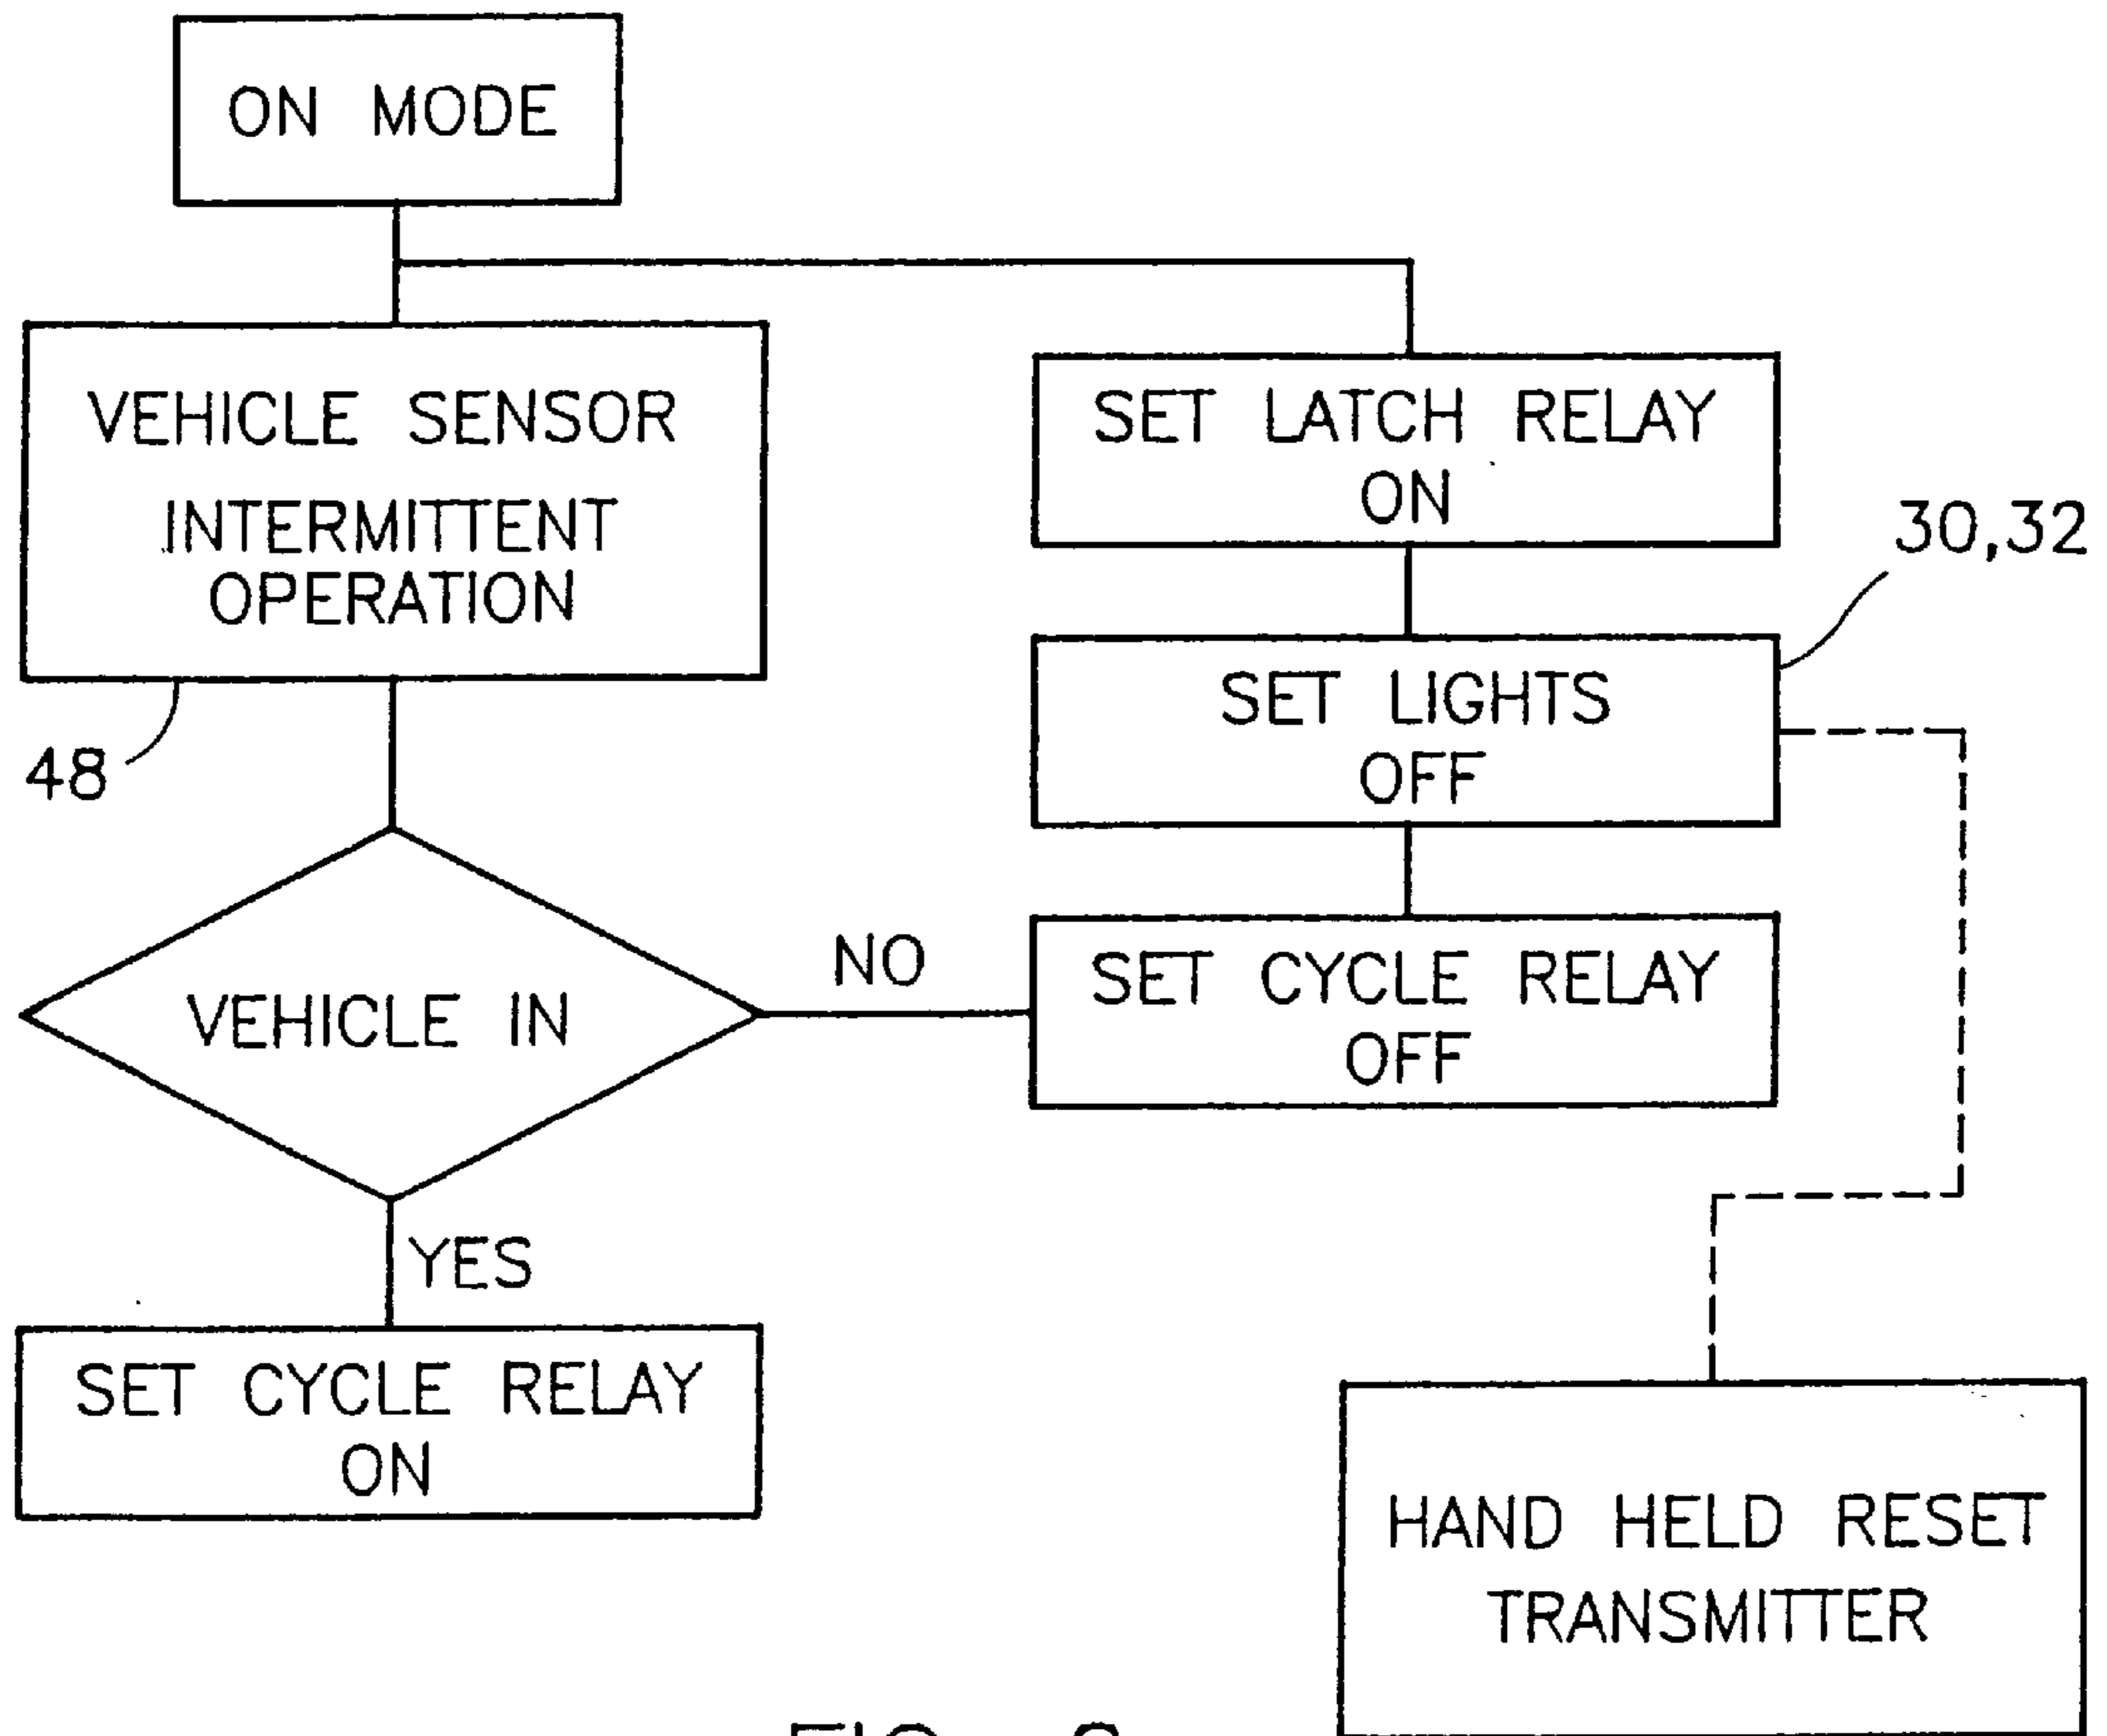 ON MODE
VEHICLE SENSOR
INTERMITTENT
OPERATION
48
VEHICLE IN
NO
YES
SET CYCLE RELAY
ON
SET LATCH RELAY
ON
30,32
SET LIGHTS
OFF
SET CYCLE RELAY
OFF
HAND HELD RESET
TRANSMITTER
FIG.